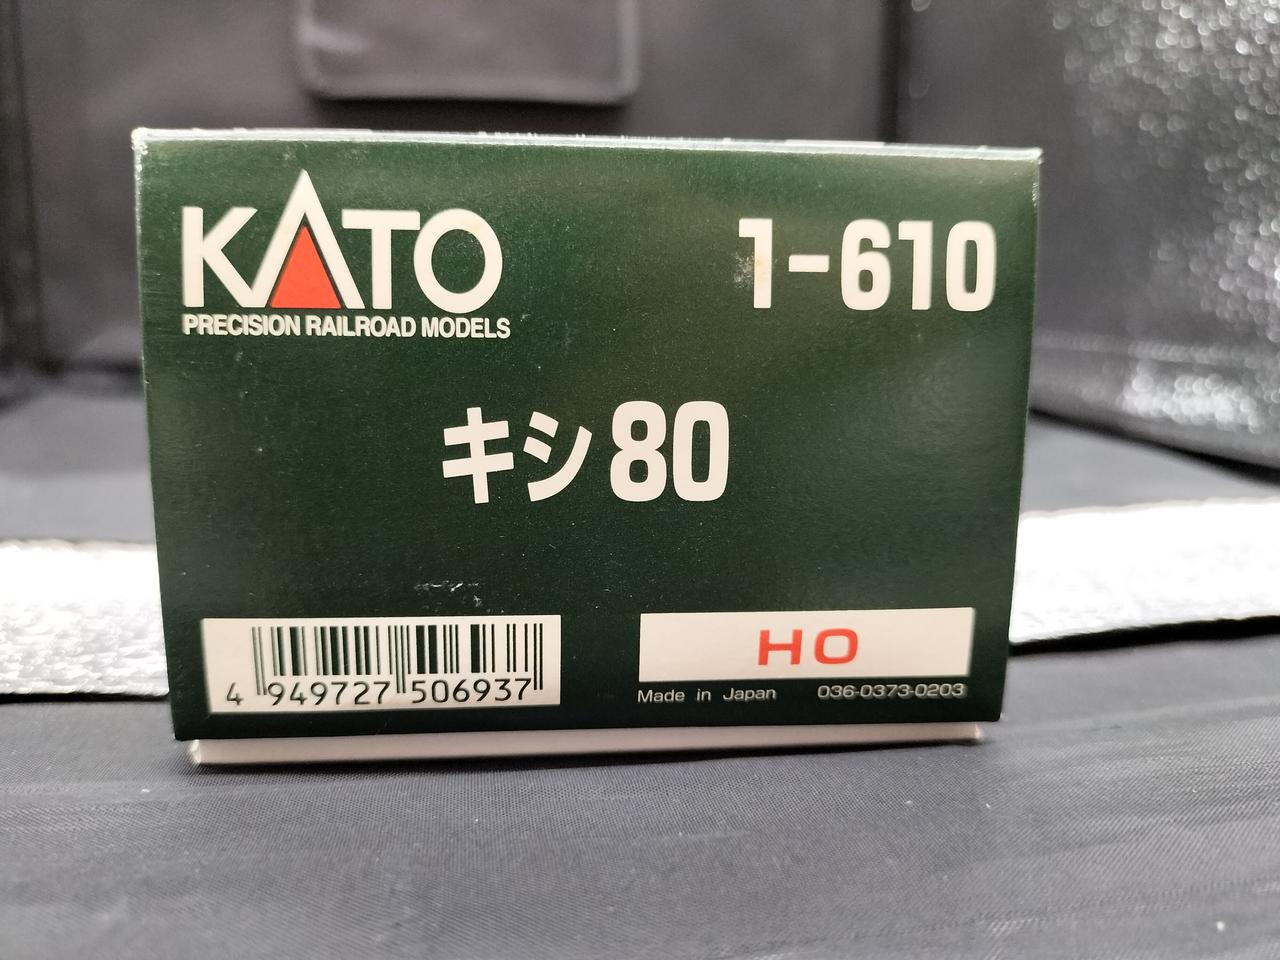 KATO
PRECISION RAILROAD MODELS
1-610
キシ80
4 949727 506937
HO
Made in Japan 036-0373-0203